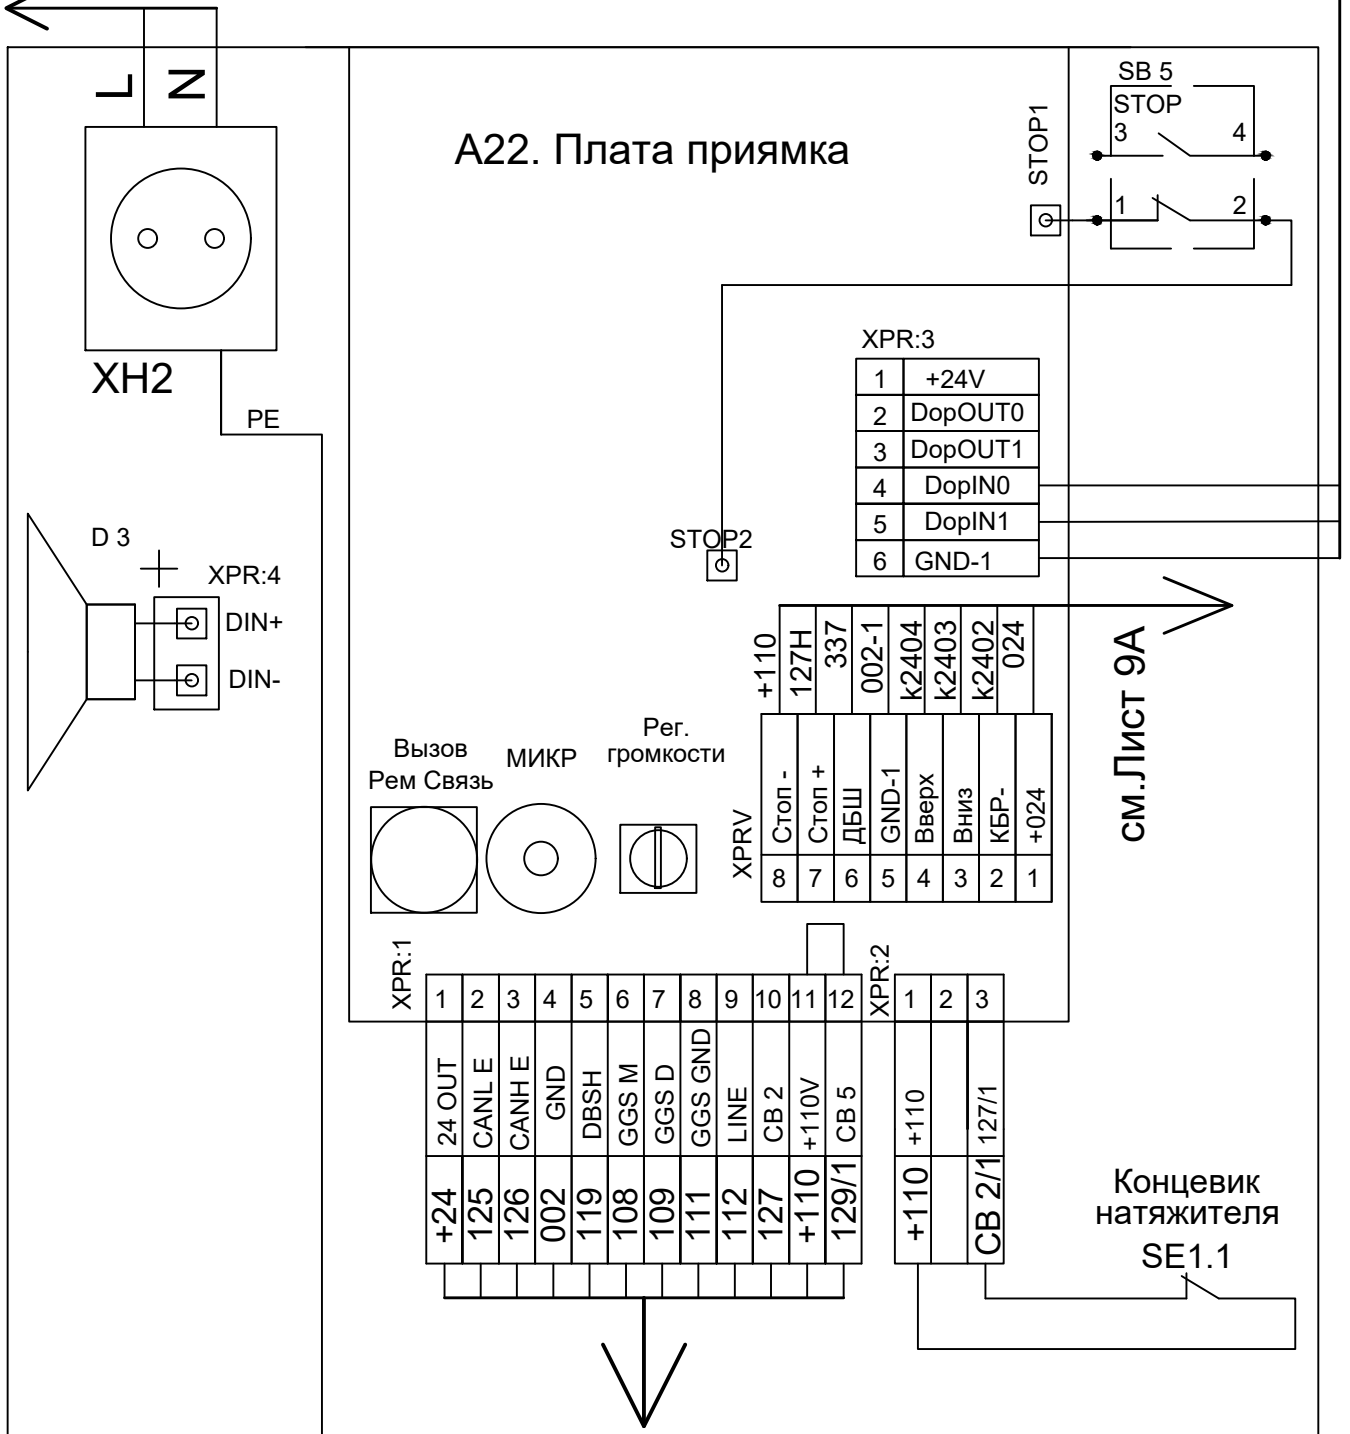 L
N
XH2
PE
A22. Плата приямка
STOP1
SB 5
STOP
3
4
1
2
XPR:3
1 +24V
2 DopOUT0
3 DopOUT1
4 DopIN0
5 DopIN1
6 GND-1
STOP2
D 3
XPR:4
DIN+
DIN-
+110
127H
337
002-1
k2404
k2403
k2402
024
см.Лист 9А
Вызов
Рем Связь
МИКР
Рег.
громкости
XPRV
Стоп -
Стоп +
ДБШ
GND-1
Вверх
Вниз
КБР-
+024
8 7 6 5 4 3 2 1
XPR:1
1 2 3 4 5 6 7 8 9 10 11 12
24 OUT
CANL E
CANH E
GND
DBSH
GGS M
GGS D
GGS GND
LINE
CB 2
+110V
CB 5
+24
125
126
002
119
108
109
111
112
127
+110
129/1
XPR:2
1 2 3
+110
127/1
+110
CB 2/1
Концевик
натяжителя
SE1.1